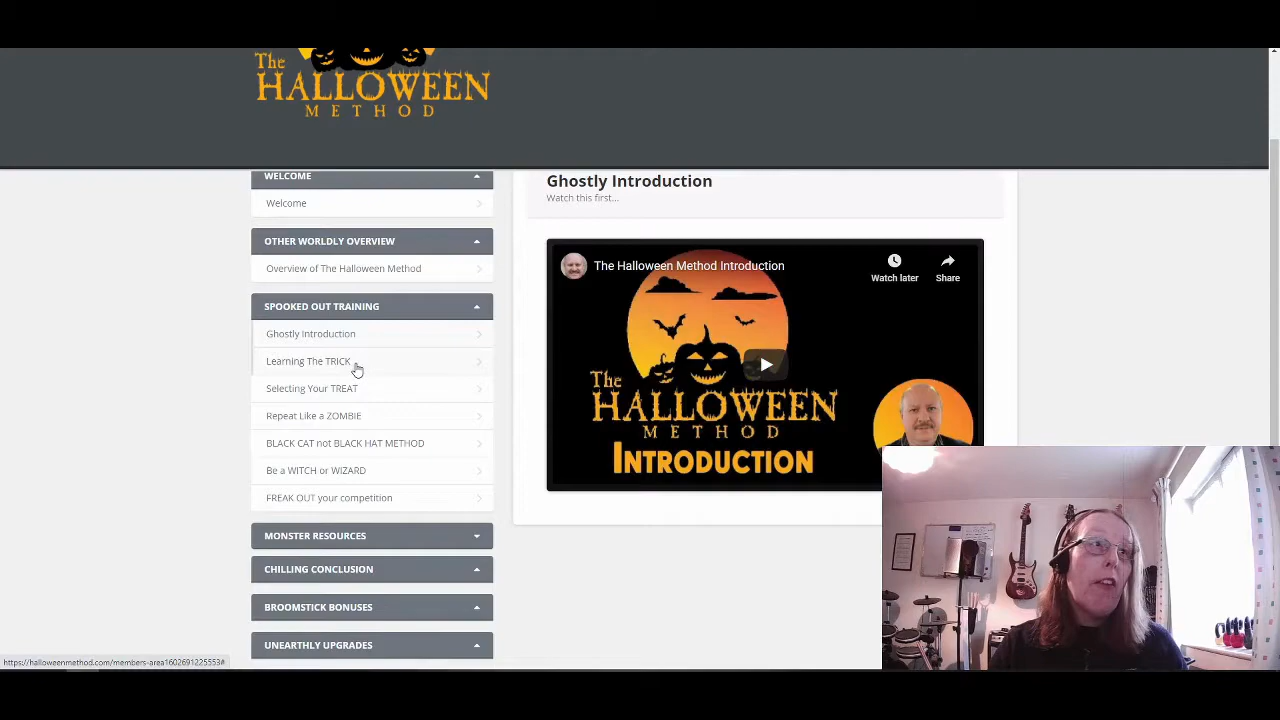 The
HALLOWEEN
METHOD
WELCOME
Welcome
OTHER WORLDLY OVERVIEW
Overview of The Halloween Method
SPOOKED OUT TRAINING
Ghostly Introduction
Learning The TRICK
Selecting Your TREAT
Repeat Like a ZOMBIE
BLACK CAT not BLACK HAT METHOD
Be a WITCH or WIZARD
FREAK OUT your competition
MONSTER RESOURCES
CHILLING CONCLUSION
BROOMSTICK BONUSES
UNEARTHLY UPGRADES
Ghostly Introduction
Watch this first...
The Halloween Method Introduction
Watch later
Share
The
HALLOWEEN
METHOD
INTRODUCTION
https://halloweenmethod.com/members-area1602691225553#